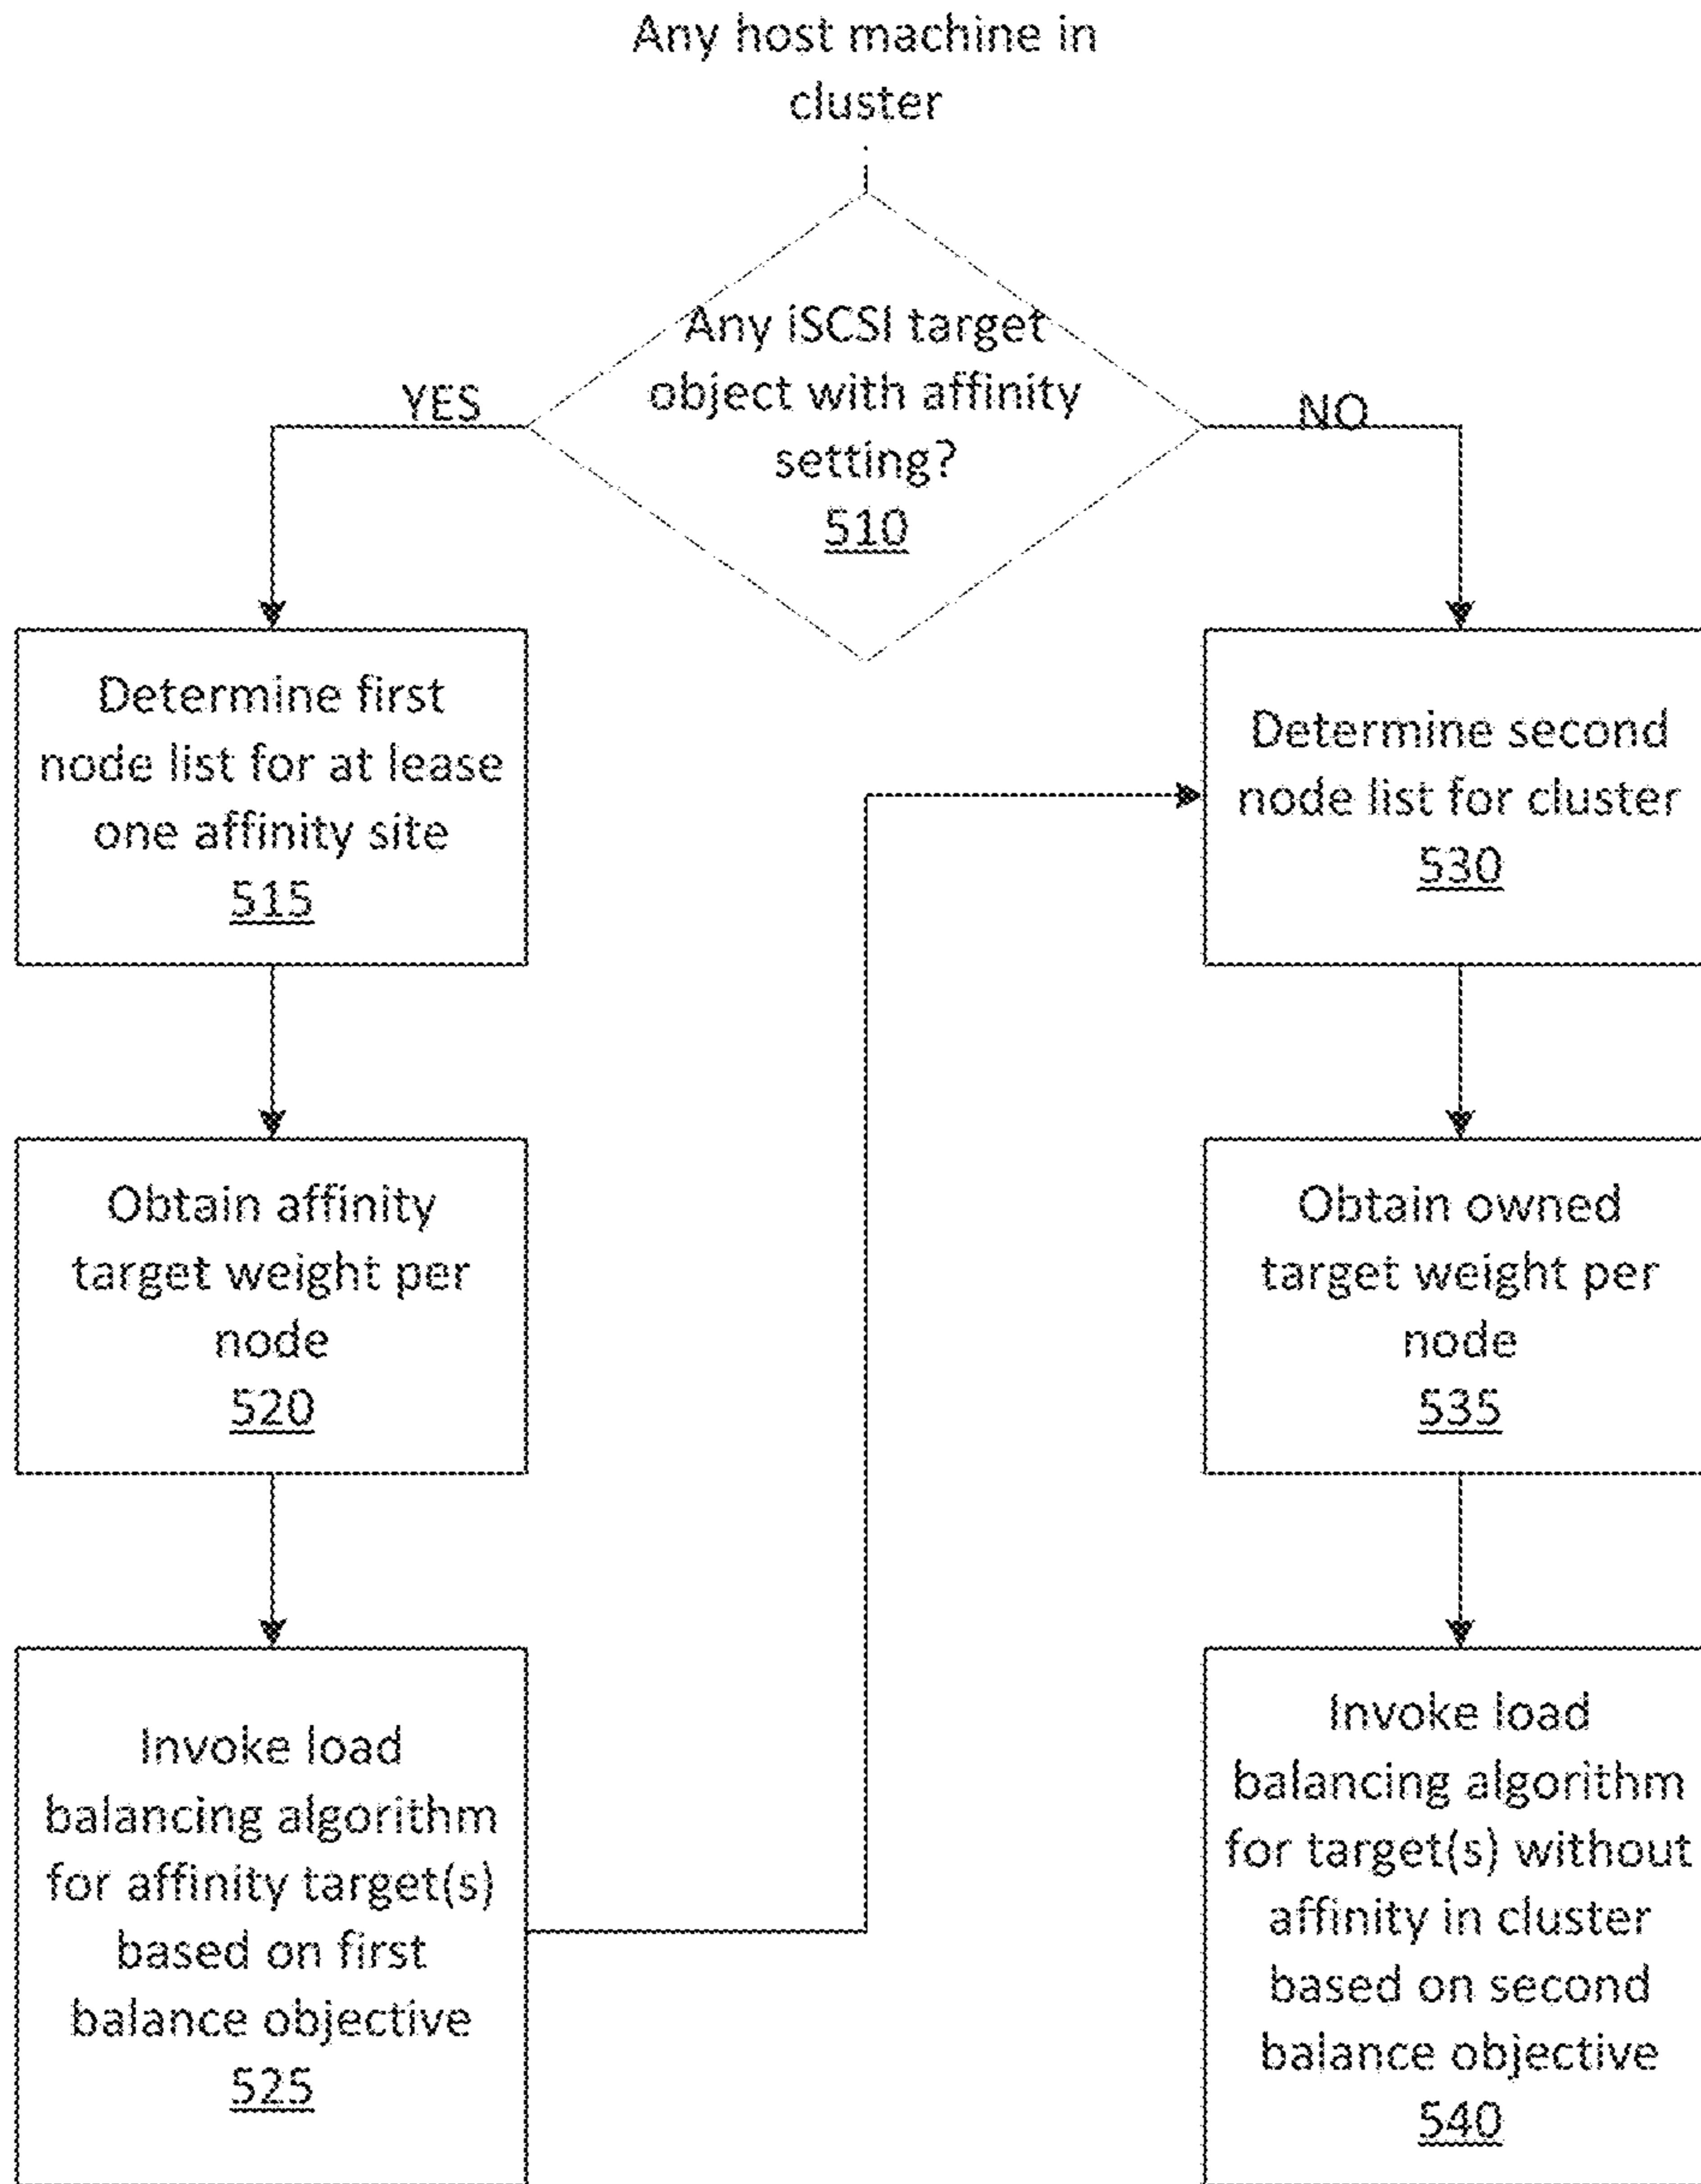 Any host machine in
cluster
Any iSCSI target
object with affinity
setting?
510
YES
NO
Determine first
node list for at lease
one affinity site
515
Determine second
node list for cluster
530
Obtain affinity
target weight per
node
520
Obtain owned
target weight per
node
535
Invoke load
balancing algorithm
for affinity target(s)
based on first
balance objective
525
Invoke load
balancing algorithm
for target(s) without
affinity in cluster
based on second
balance objective
540